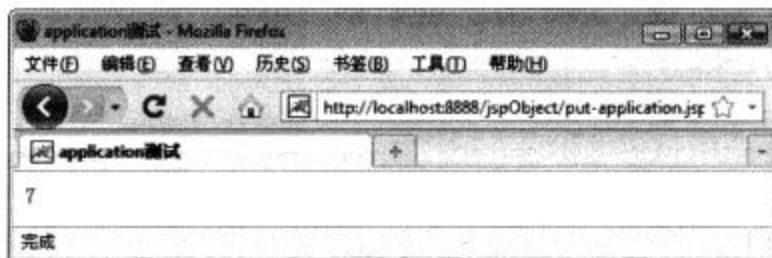 application测试 - Mozilla Firefox
文件(F) 编辑(E) 查看(V) 历史(S) 书签(B) 工具(T) 帮助(H)
http://localhost:8888/jspObject/put-application.jsp
application测试
7
完成